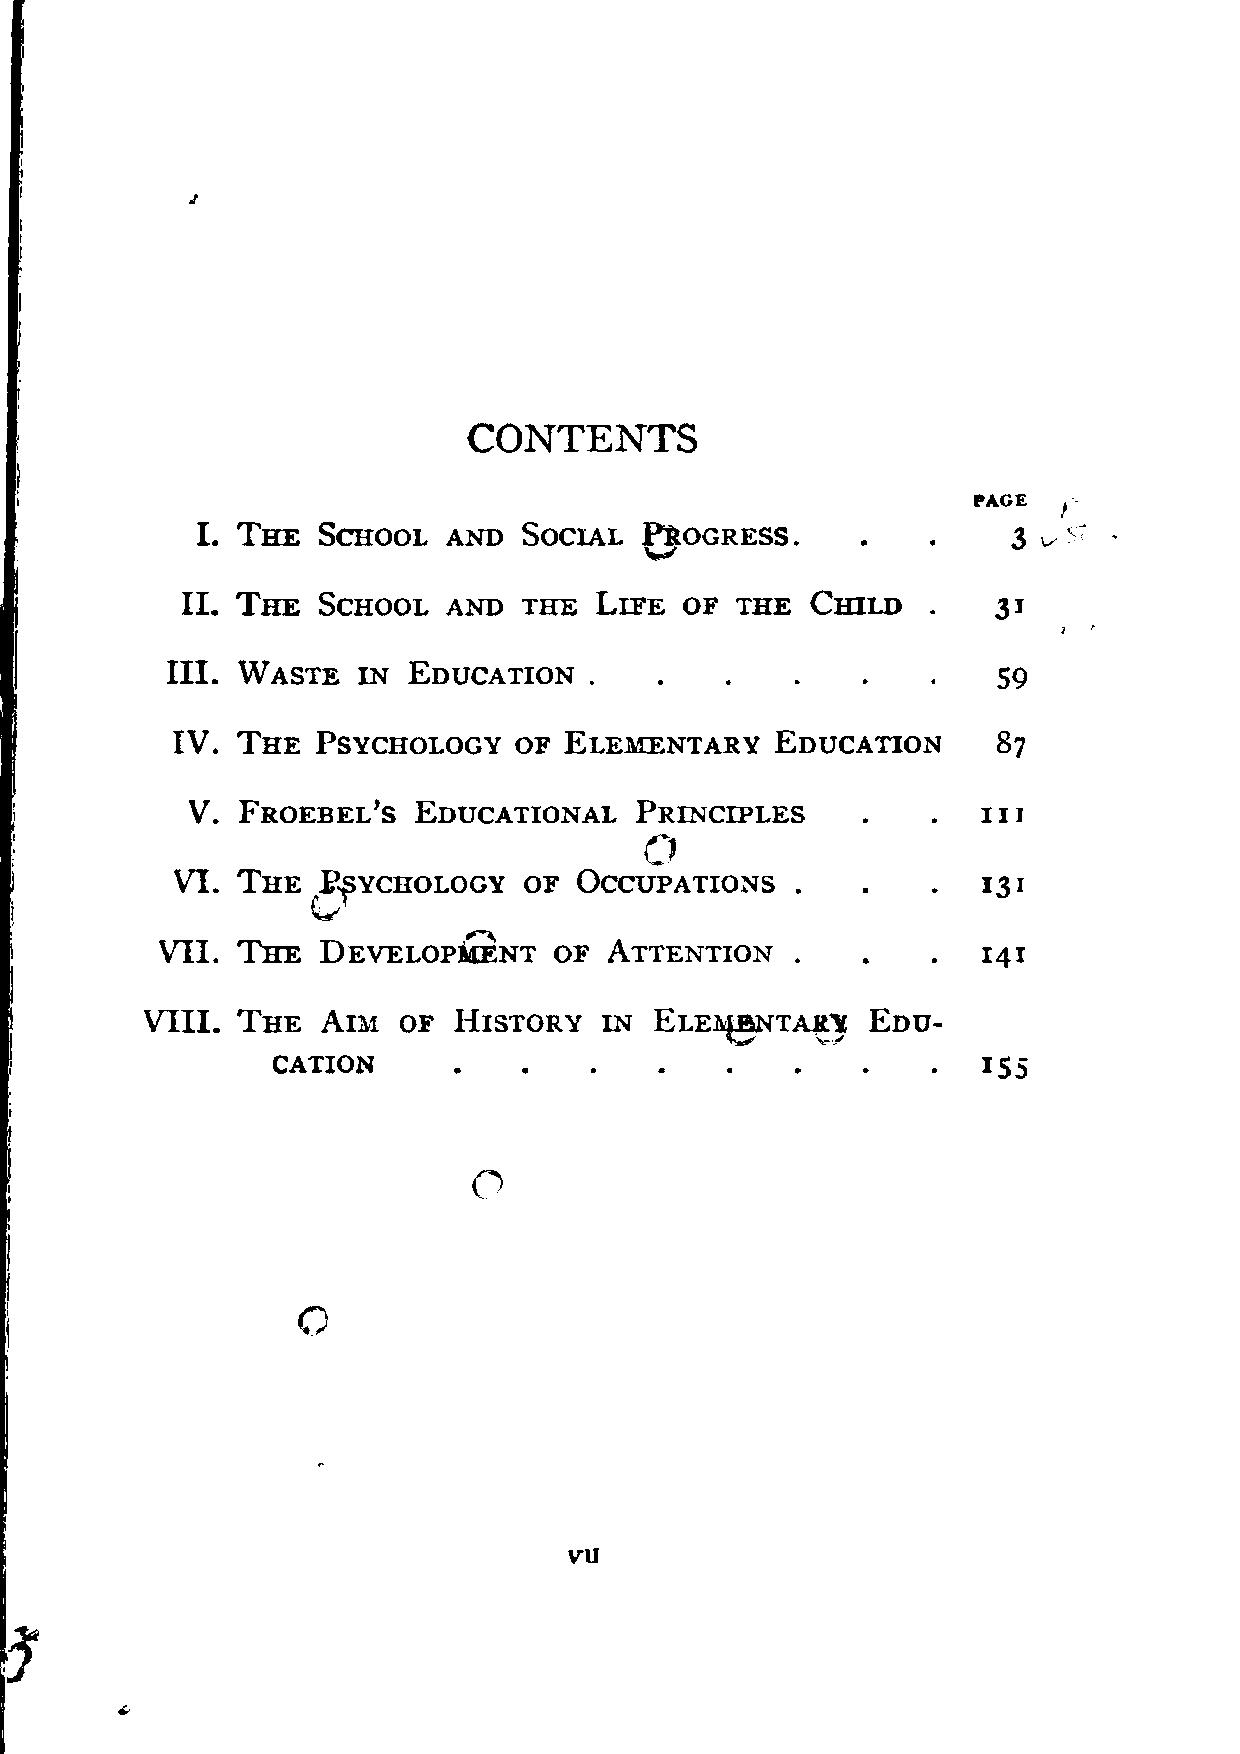 CONTENTS
PAGE
I. THE SCHOOL AND SOCIAL PROGRESS. . . 3
II. THE SCHOOL AND THE LIFE OF THE CHILD . 31
III. WASTE IN EDUCATION . . . . . . 59
IV. THE PSYCHOLOGY OF ELEMENTARY EDUCATION 87
V. FROEBEL'S EDUCATIONAL PRINCIPLES . . 111
VI. THE PSYCHOLOGY OF OCCUPATIONS . . . 131
VII. THE DEVELOPMENT OF ATTENTION . . . 141
VIII. THE AIM OF HISTORY IN ELEMENTARY EDU-
CATION . . . . . . . . 155
vii